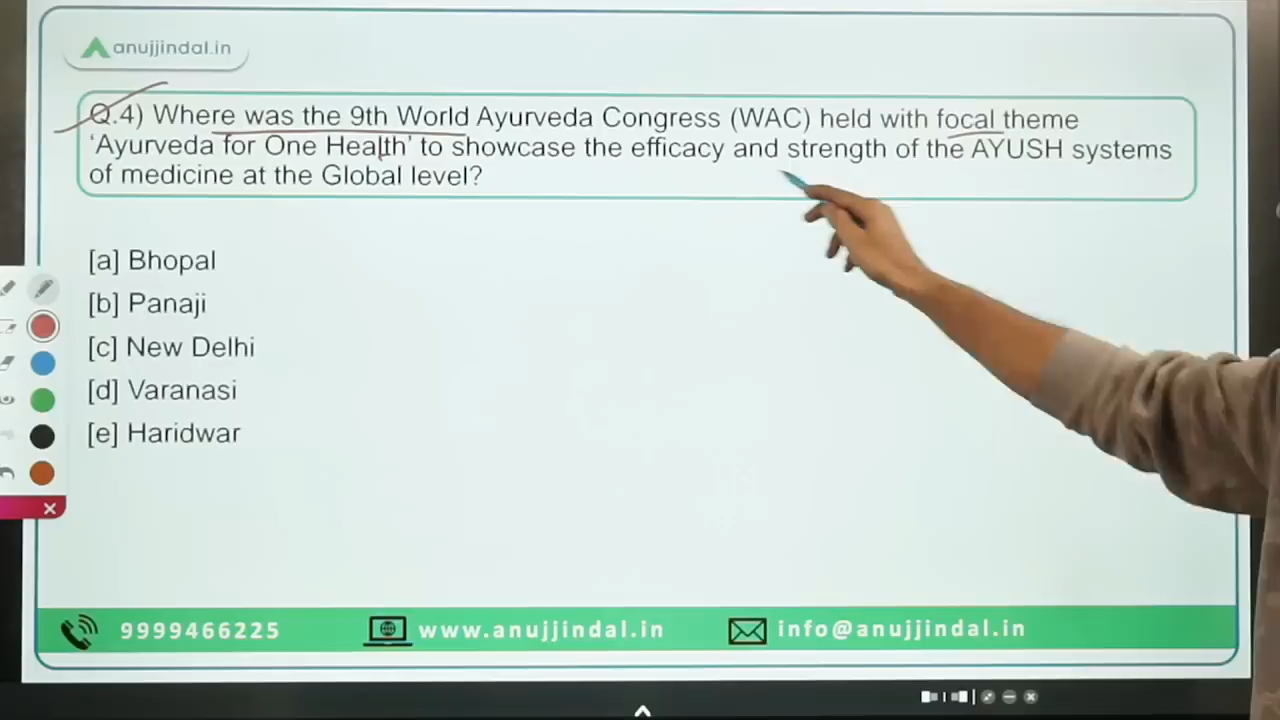 anujjindal.in
Q.4) Where was the 9th World Ayurveda Congress (WAC) held with focal theme
‘Ayurveda for One Health’ to showcase the efficacy and strength of the AYUSH systems
of medicine at the Global level?
[a] Bhopal
[b] Panaji
[c] New Delhi
[d] Varanasi
[e] Haridwar
9999466225 www.anujjindal.in info@anujjindal.in